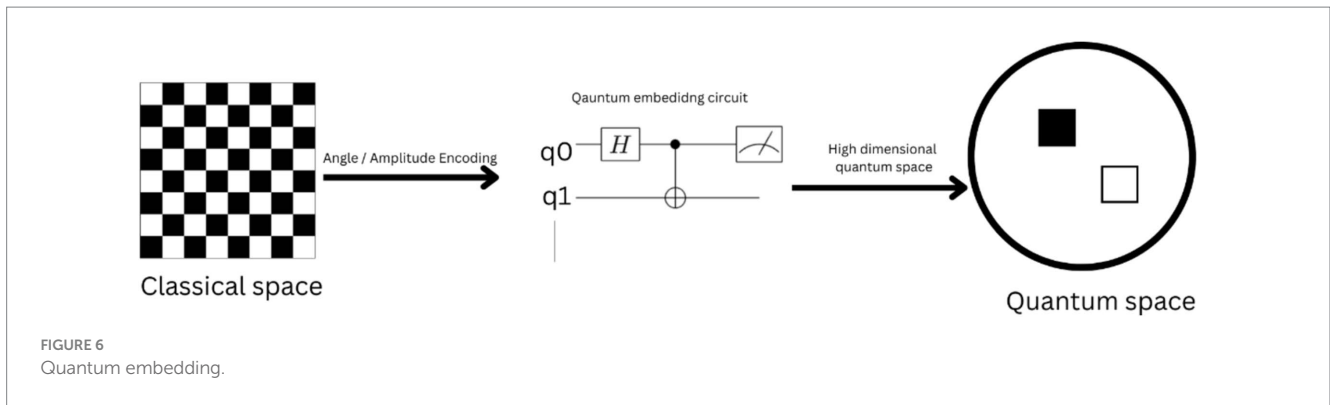 Classical space
Angle / Amplitude Encoding
Qauntum embedidng circuit
q0
H
q1
High dimensional
quantum space
Quantum space
FIGURE 6
Quantum embedding.